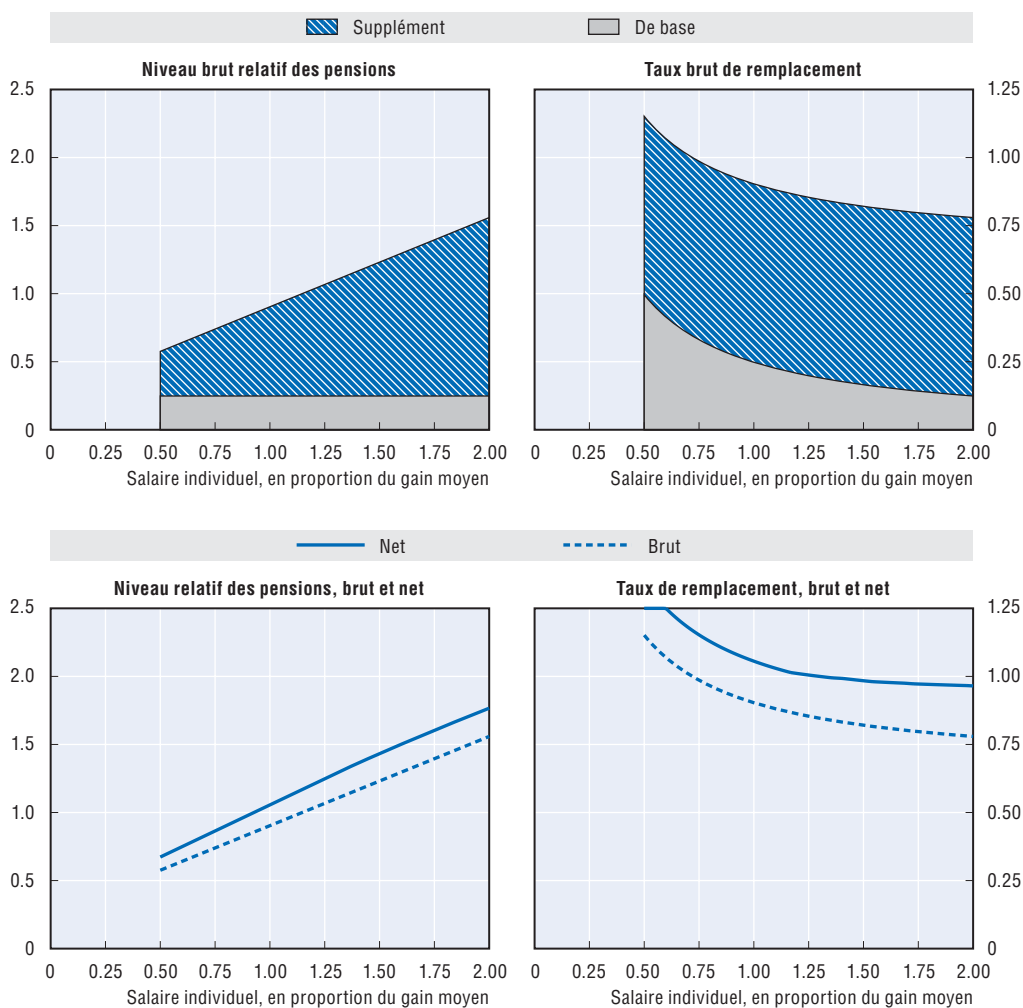 Supplément De base
Niveau brut relatif des pensions
2.5
2.0
1.5
1.0
0.5
0
0 0.25 0.50 0.75 1.00 1.25 1.50 1.75 2.00
Salaire individuel, en proportion du gain moyen
Taux brut de remplacement
1.25
1.00
0.75
0.50
0.25
0
0 0.25 0.50 0.75 1.00 1.25 1.50 1.75 2.00
Salaire individuel, en proportion du gain moyen
Net Brut
Niveau relatif des pensions, brut et net
2.5
2.0
1.5
1.0
0.5
0
0 0.25 0.50 0.75 1.00 1.25 1.50 1.75 2.00
Salaire individuel, en proportion du gain moyen
Taux de remplacement, brut et net
1.25
1.00
0.75
0.50
0.25
0
0 0.25 0.50 0.75 1.00 1.25 1.50 1.75 2.00
Salaire individuel, en proportion du gain moyen